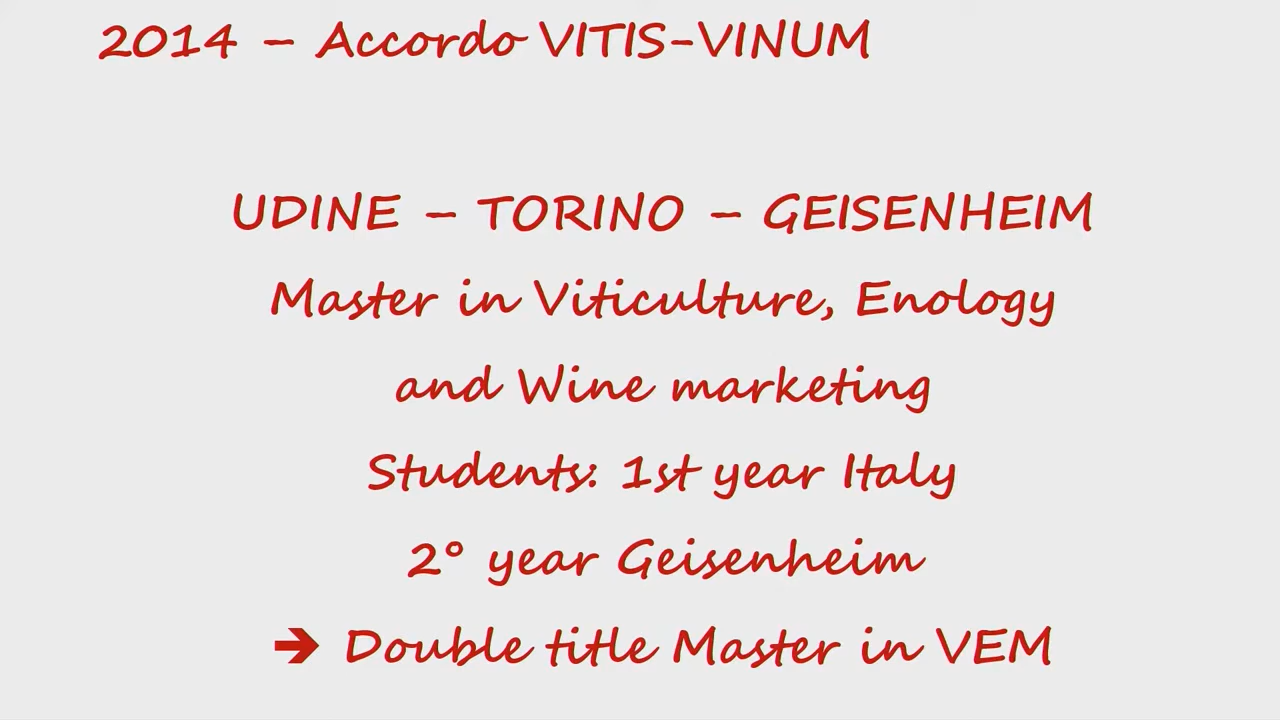 2014 – Accordo VITIS-VINUM
UDINE – TORINO – GEISENHEIM
Master in Viticulture, Enology
and Wine marketing
Students: 1st year Italy
2° year Geisenheim
➔ Double title Master in VEM